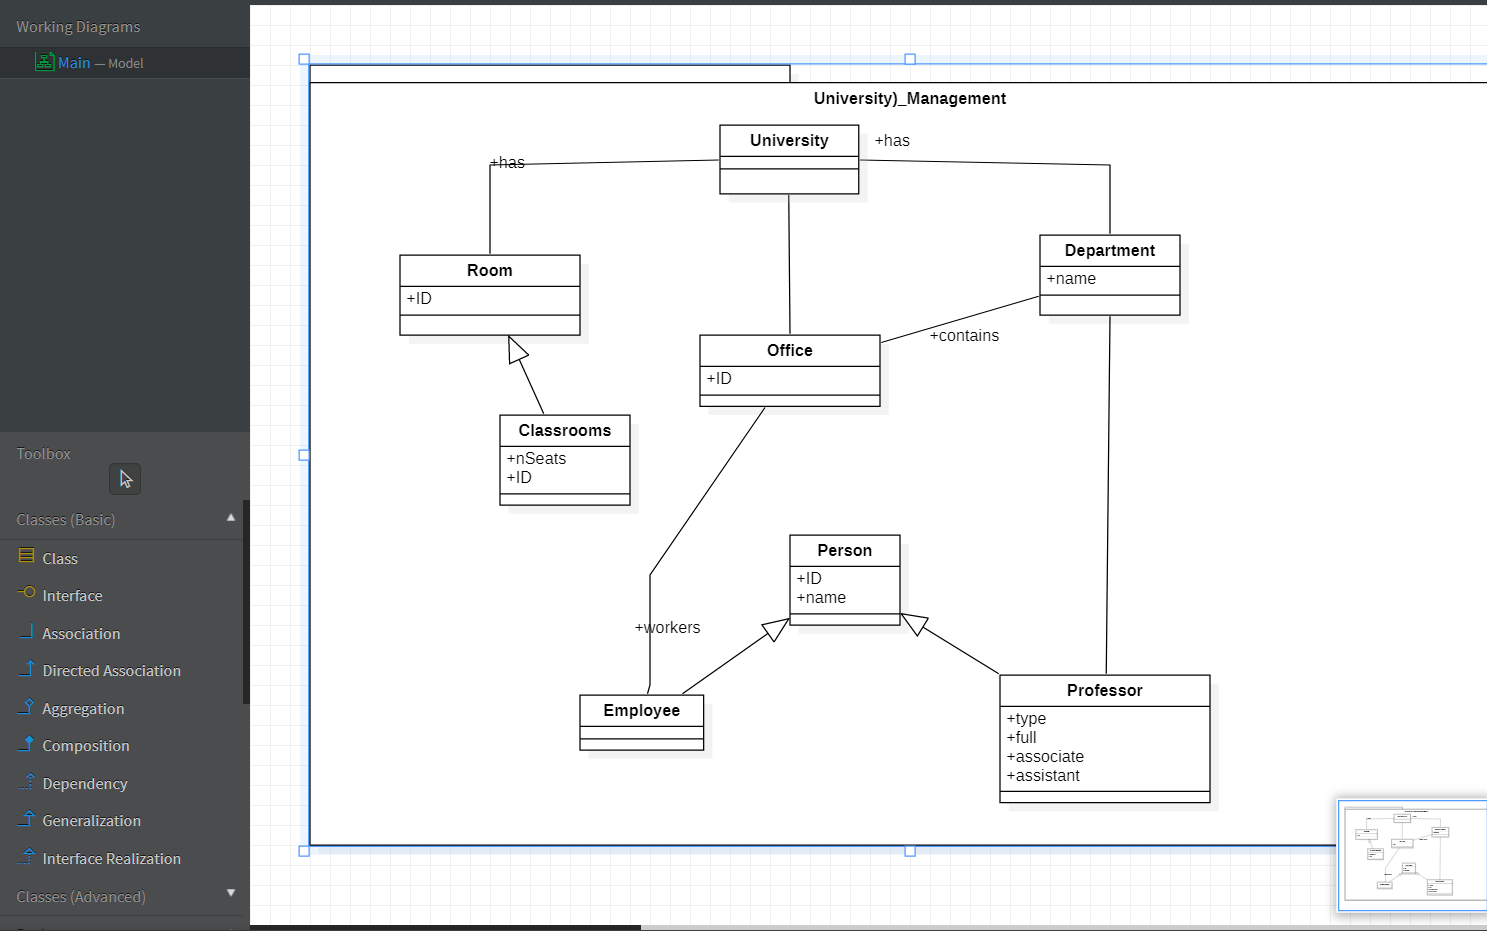 Working Diagrams
Main — Model
Toolbox
Classes (Basic)
Class
Interface
Association
Directed Association
Aggregation
Composition
Dependency
Generalization
Interface Realization
Classes (Advanced)
University)_Management
University
+has
+has
Room
+ID
Department
+name
+contains
Office
+ID
Classrooms
+nSeats
+ID
Person
+ID
+name
+workers
Employee
Professor
+type
+full
+associate
+assistant